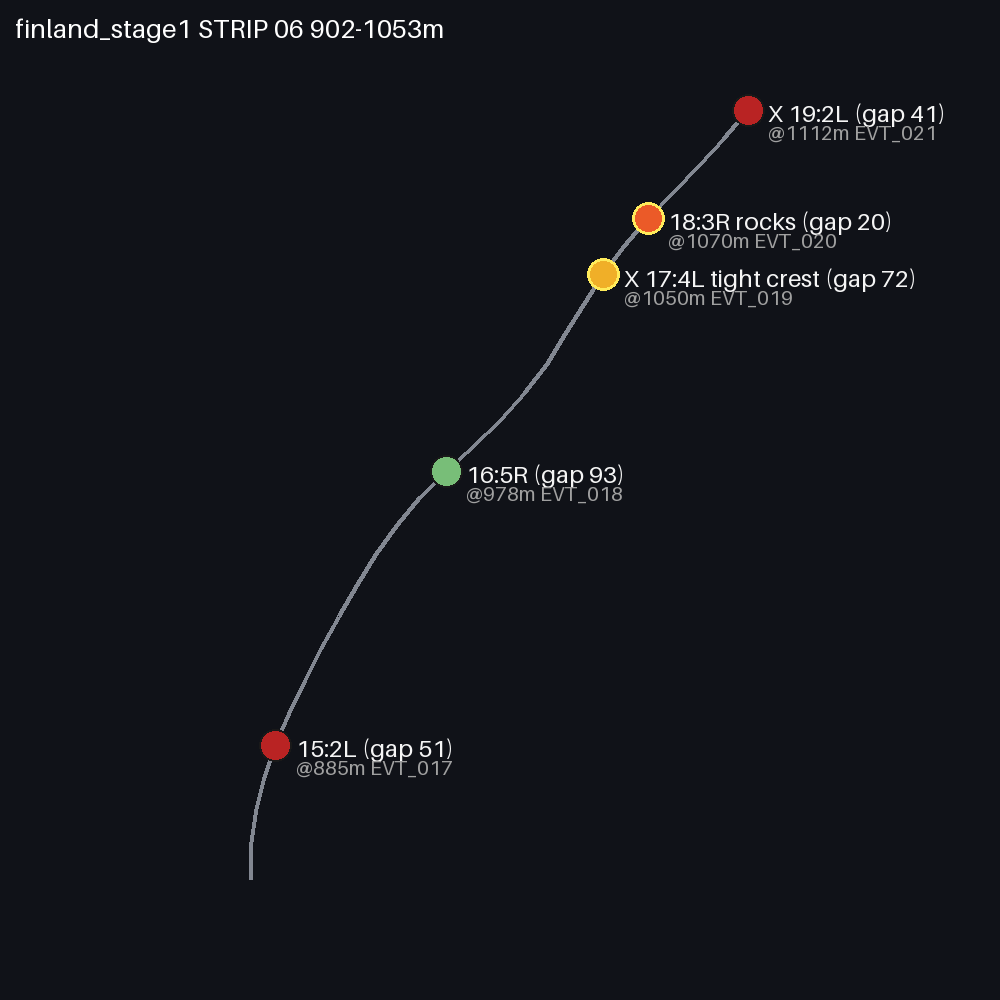 finland_stage1 STRIP 06 902-1053m
X 19:2L (gap 41)
@1112m EVT_021
18:3R rocks (gap 20)
@1070m EVT_020
X 17:4L tight crest (gap 72)
@1050m EVT_019
16:5R (gap 93)
@978m EVT_018
15:2L (gap 51)
@885m EVT_017